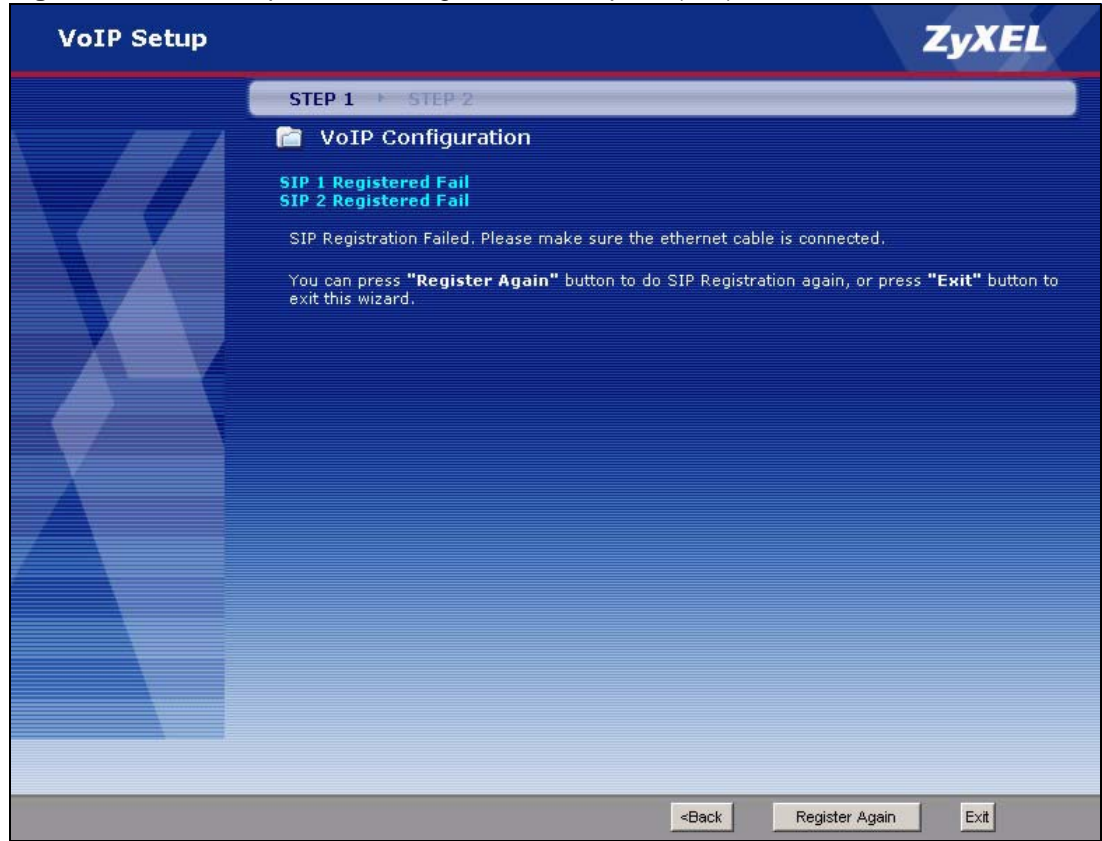 VoIP Setup
ZyXEL
STEP 1 STEP 2
VoIP Configuration
SIP 1 Registered Fail
SIP 2 Registered Fail
SIP Registration Failed. Please make sure the ethernet cable is connected.
You can press "Register Again" button to do SIP Registration again, or press "Exit" button to
exit this wizard.
<Back Register Again Exit